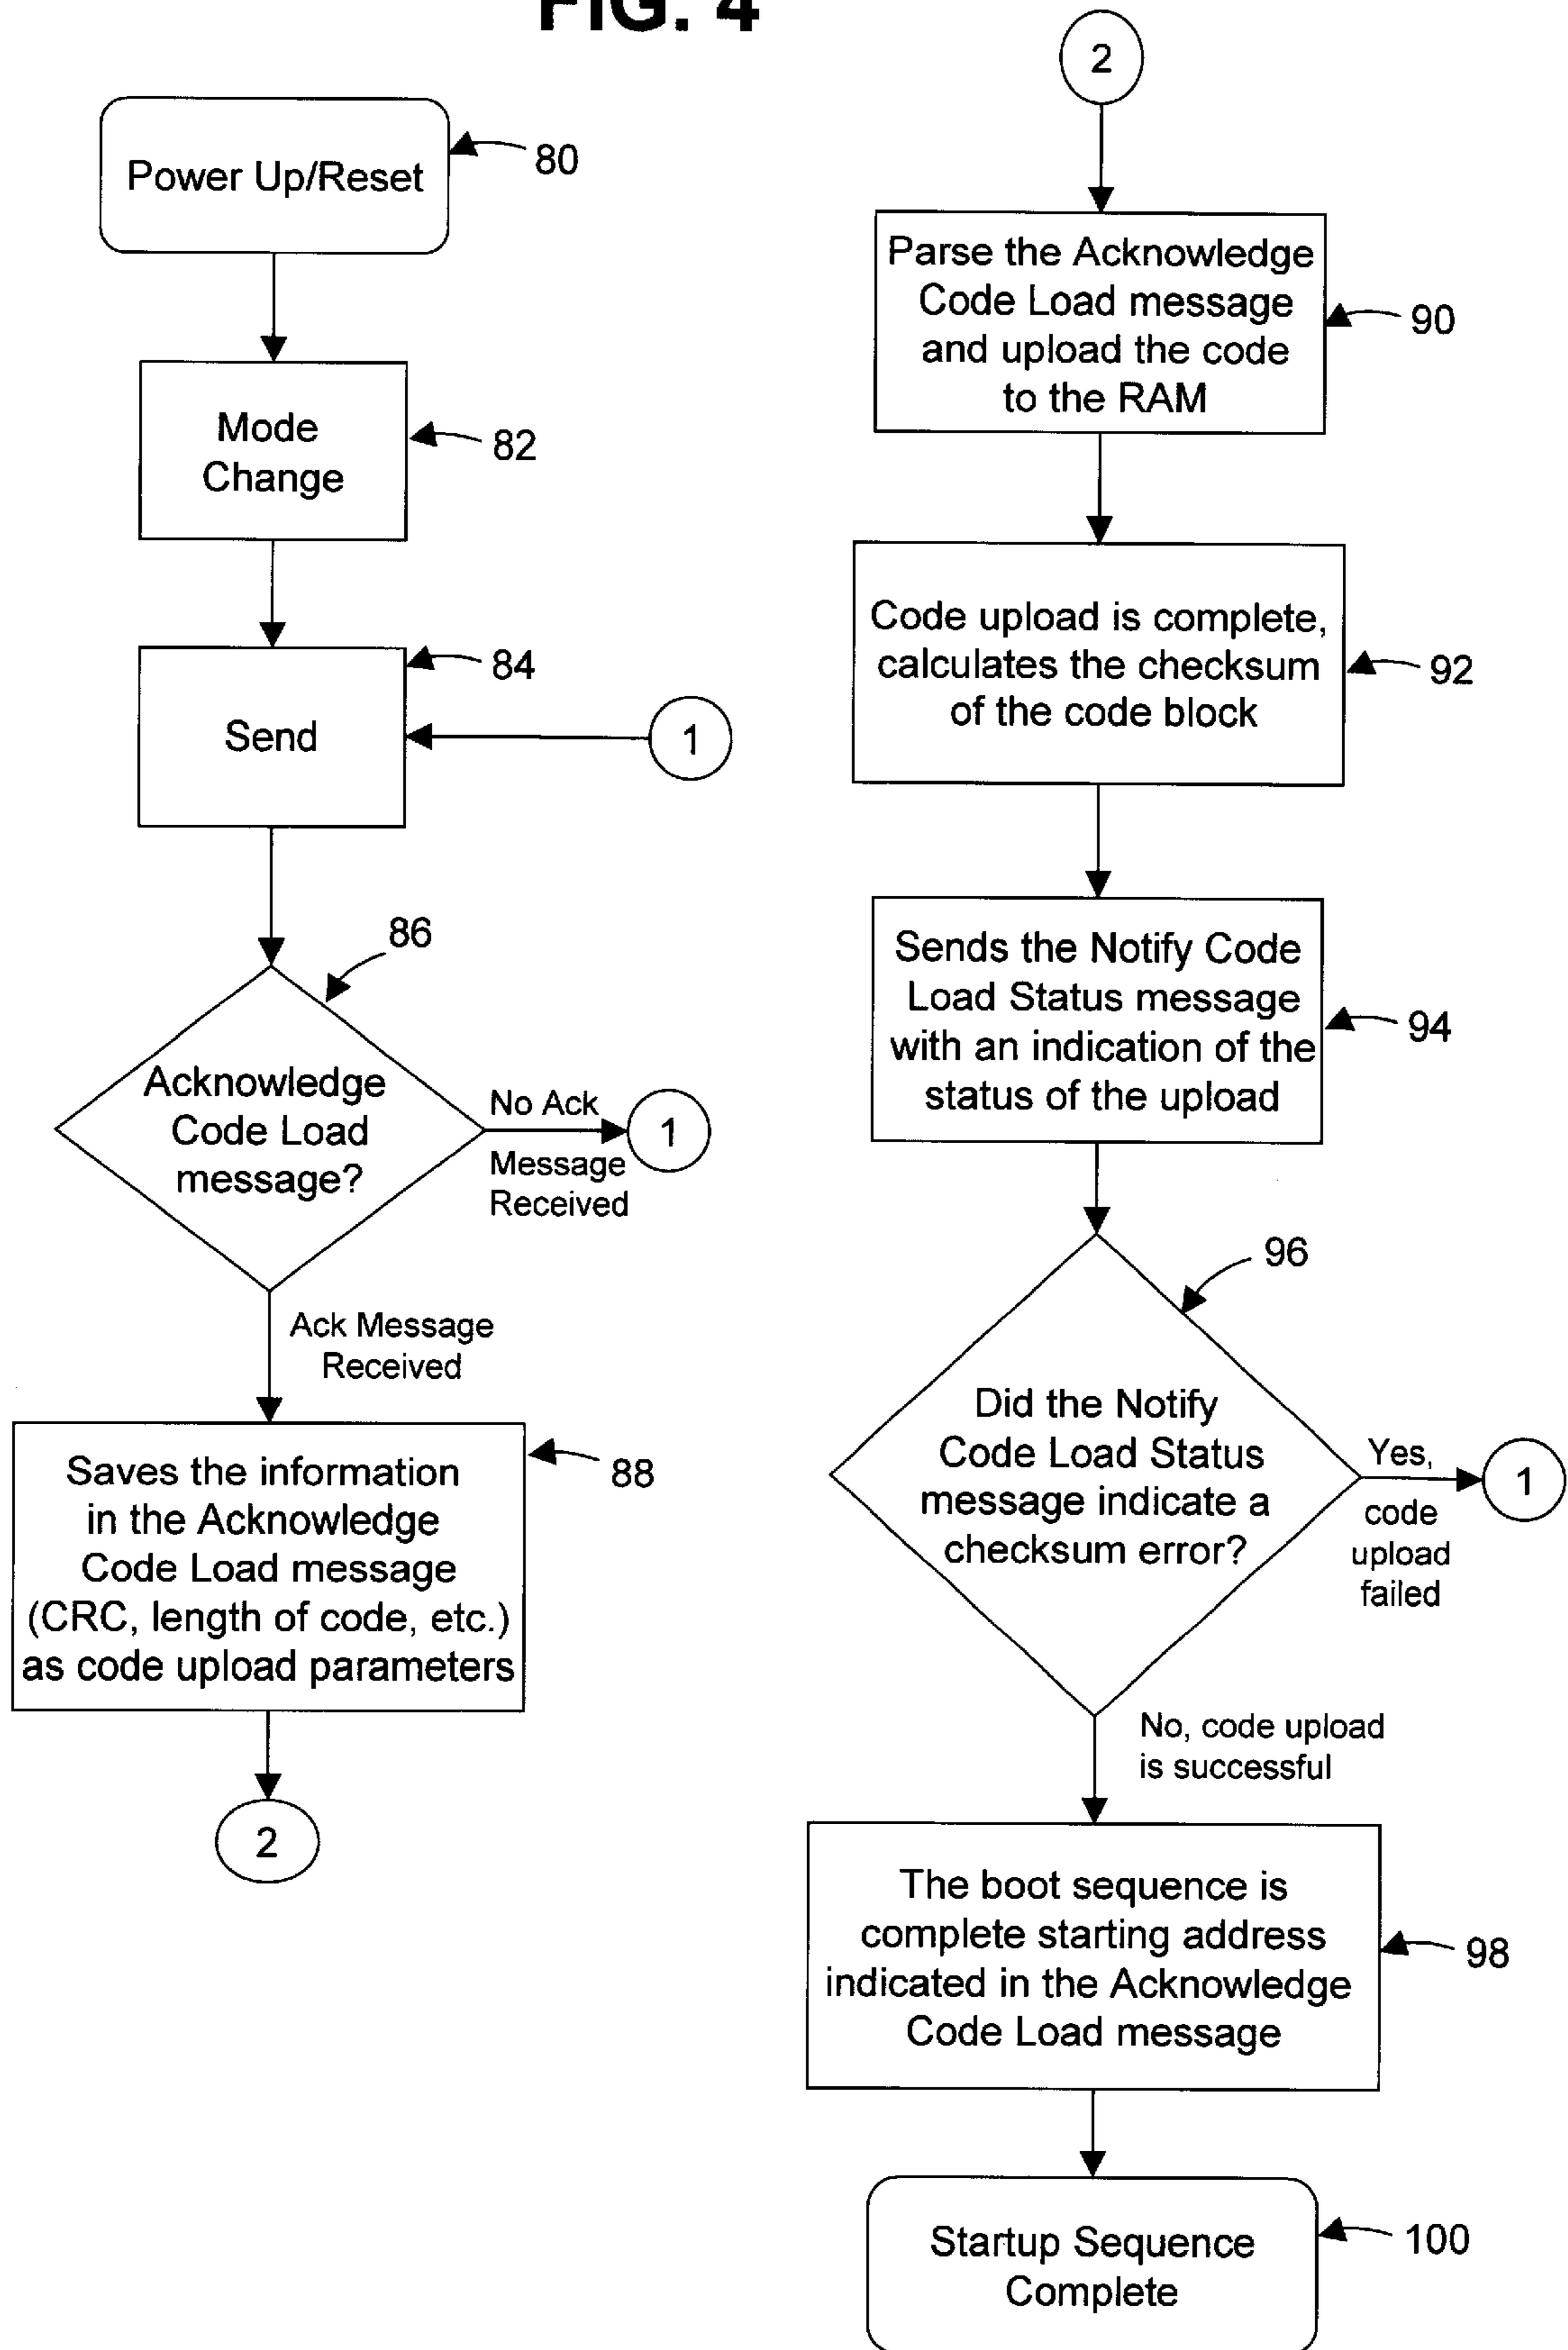 FIG. 4
Power Up/Reset
80
Mode
Change
82
84
Send
1
86
Acknowledge
Code Load
message?
No Ack
1
Message
Received
Ack Message
Received
Saves the information
in the Acknowledge
Code Load message
(CRC, length of code, etc.)
as code upload parameters
88
2
2
Parse the Acknowledge
Code Load message
and upload the code
to the RAM
90
Code upload is complete,
calculates the checksum
of the code block
92
Sends the Notify Code
Load Status message
with an indication of the
status of the upload
94
96
Did the Notify
Code Load Status
message indicate a
checksum error?
Yes,
1
code
upload
failed
No, code upload
is successful
The boot sequence is
complete starting address
indicated in the Acknowledge
Code Load message
98
Startup Sequence
Complete
100